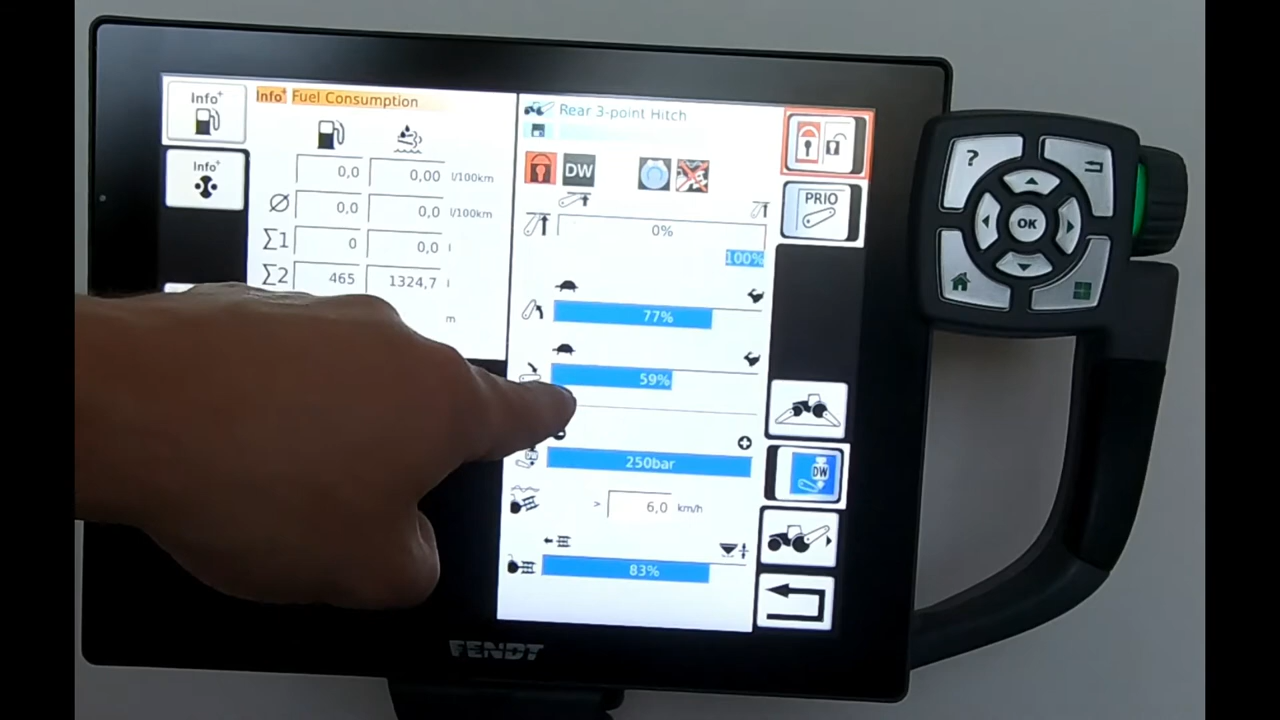 Info+
Info+ Fuel Consumption
0,0 0,00 l/100km
Ø 0,0 0,0 l/100km
Σ1 0 0,0 l
Σ2 465 1324,7 l
m
Info+
Rear 3-point Hitch
DW
0%
100%
77%
59%
250bar
> 6,0 km/h
83%
PRIO
DW
?
OK
FENDT